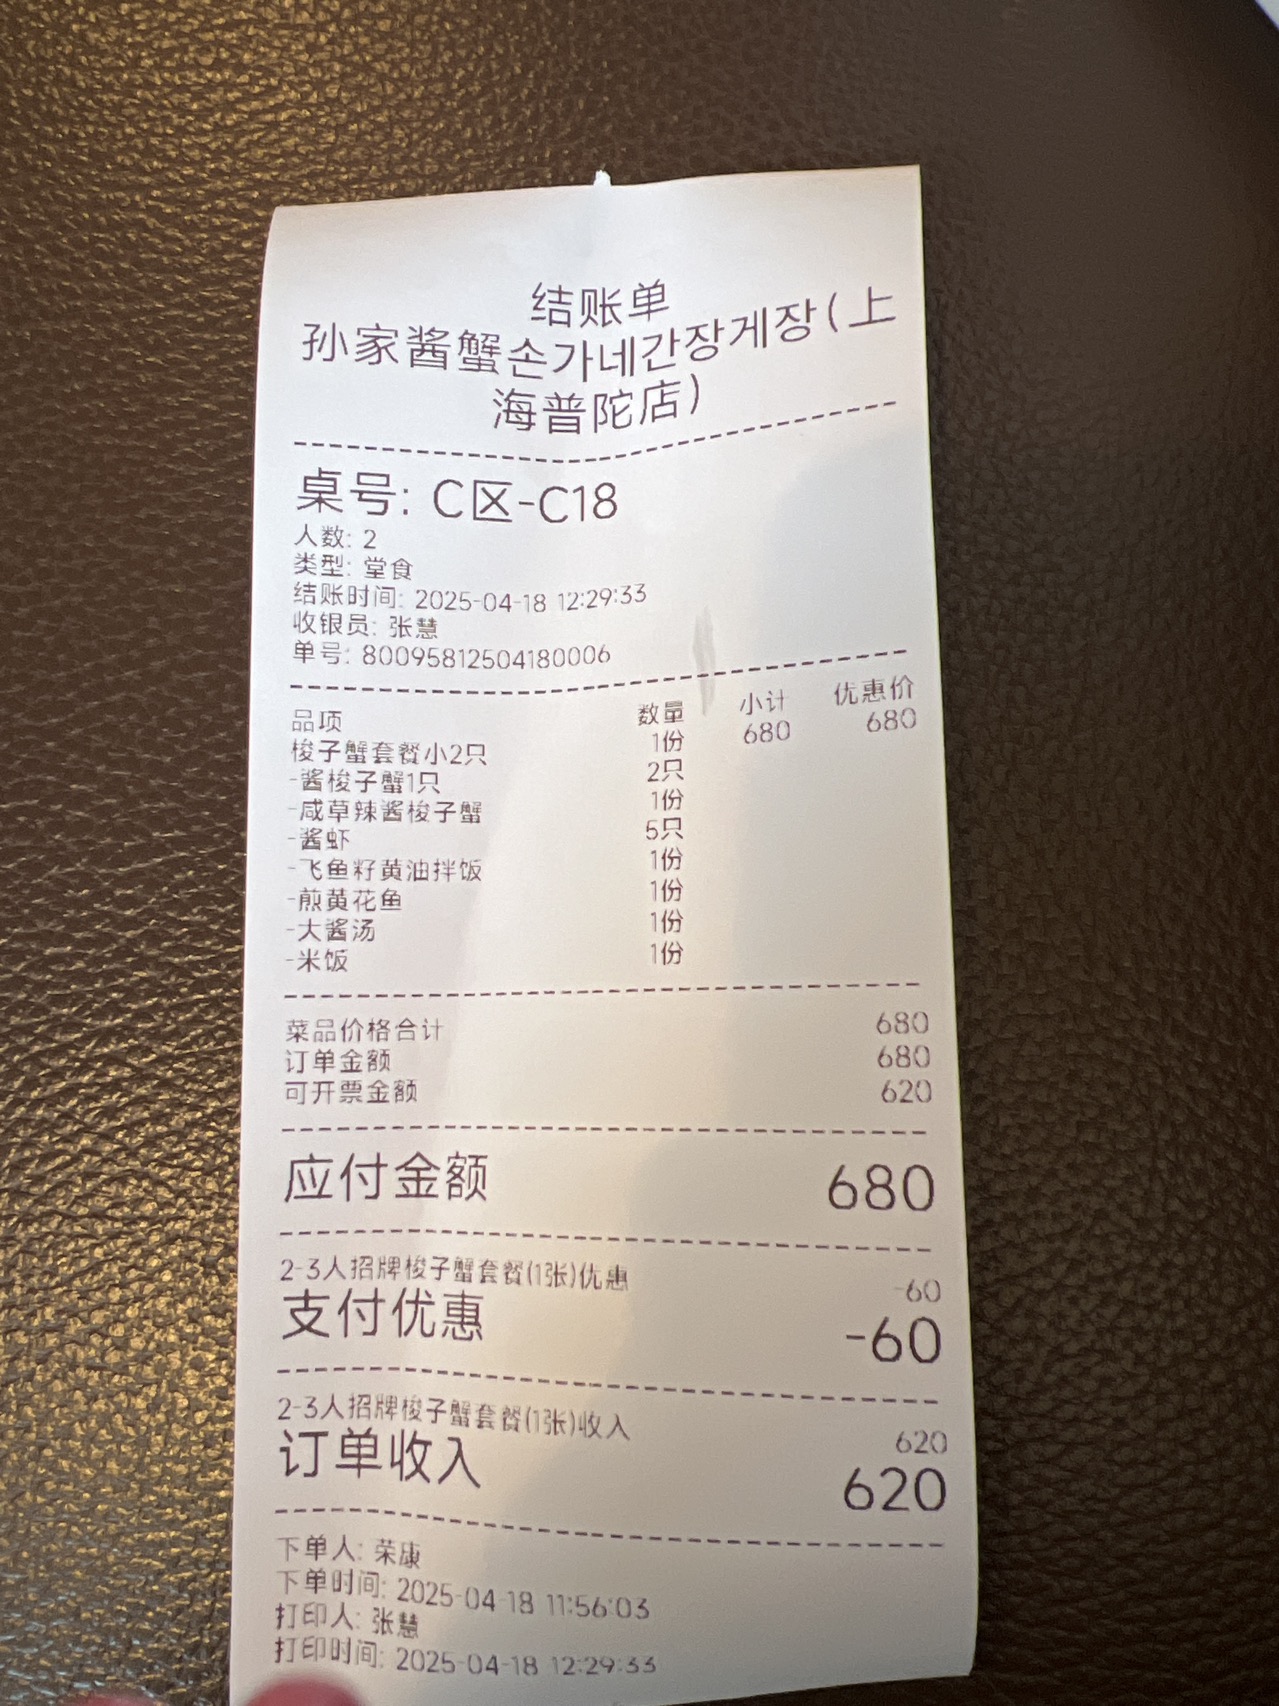 结账单
孙家酱蟹손가네간장게장(上
海普陀店)
桌号: C区-C18
人数: 2
类型: 堂食
结账时间: 2025-04-18 12:29:33
收银员: 张慧
单号: 80095812504180006
品项 数量 小计 优惠价
梭子蟹套餐小2只 1份 680 680
-酱梭子蟹1只 2只
-咸草辣酱梭子蟹 1份
-酱虾 5只
-飞鱼籽黄油拌饭 1份
-煎黄花鱼 1份
-大酱汤 1份
-米饭 1份
菜品价格合计 680
订单金额 680
可开票金额 620
应付金额 680
2-3人招牌梭子蟹套餐(1张)优惠 -60
支付优惠 -60
2-3人招牌梭子蟹套餐(1张)收入 620
订单收入 620
下单人: 荣康
下单时间: 2025-04-18 11:56:03
打印人: 张慧
打印时间: 2025-04-18 12:29:33